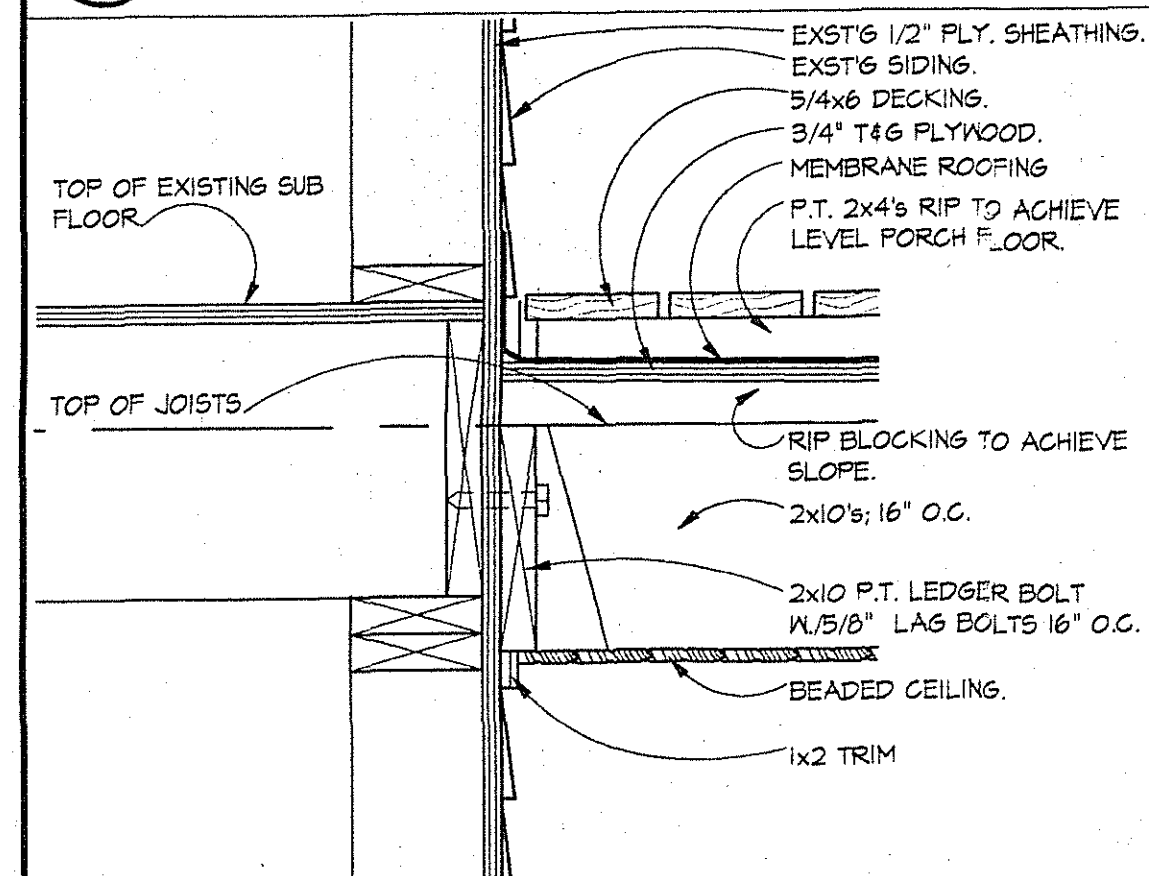 EXST'G 1/2" PLY. SHEATHING.
EXST'G SIDING.
5/4x6 DECKING.
3/4" T&G PLYWOOD.
MEMBRANE ROOFING
TOP OF EXISTING SUB
FLOOR
P.T. 2x4's RIP TO ACHIEVE
LEVEL PORCH FLOOR.
TOP OF JOISTS
RIP BLOCKING TO ACHIEVE
SLOPE.
2x10's; 16" O.C.
2x10 P.T. LEDGER BOLT
W./5/8" LAG BOLTS 16" O.C.
BEADED CEILING.
1x2 TRIM